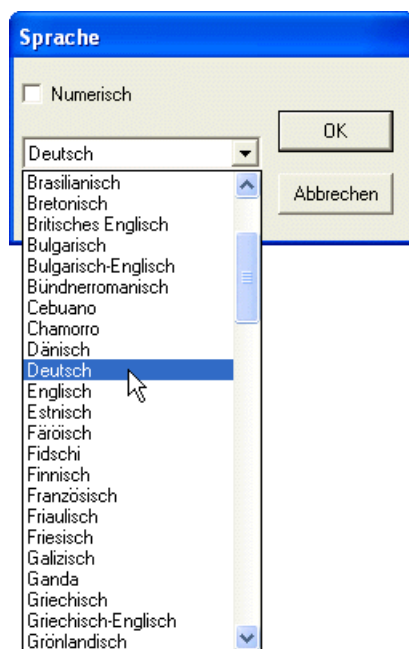 Sprache
Numerisch
OK
Deutsch
Abbrechen
Brasilianisch
Bretonisch
Britisches Englisch
Bulgarisch
Bulgarisch-Englisch
Bündnerromanisch
Cebuano
Chamorro
Dänisch
Deutsch
Englisch
Estnisch
Färöisch
Fidschi
Finnisch
Französisch
Friaulisch
Friesisch
Galizisch
Ganda
Griechisch
Griechisch-Englisch
Grönlandisch